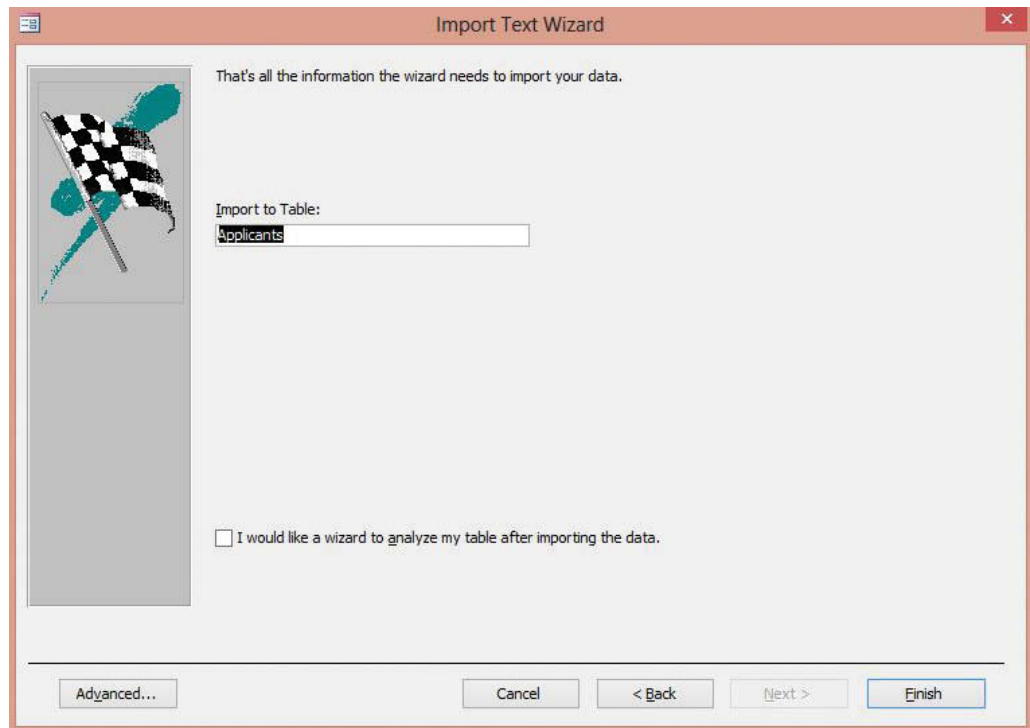 Import Text Wizard
That's all the information the wizard needs to import your data.
Import to Table:
Applicants
I would like a wizard to analyze my table after importing the data.
Advanced... Cancel < Back Next > Finish